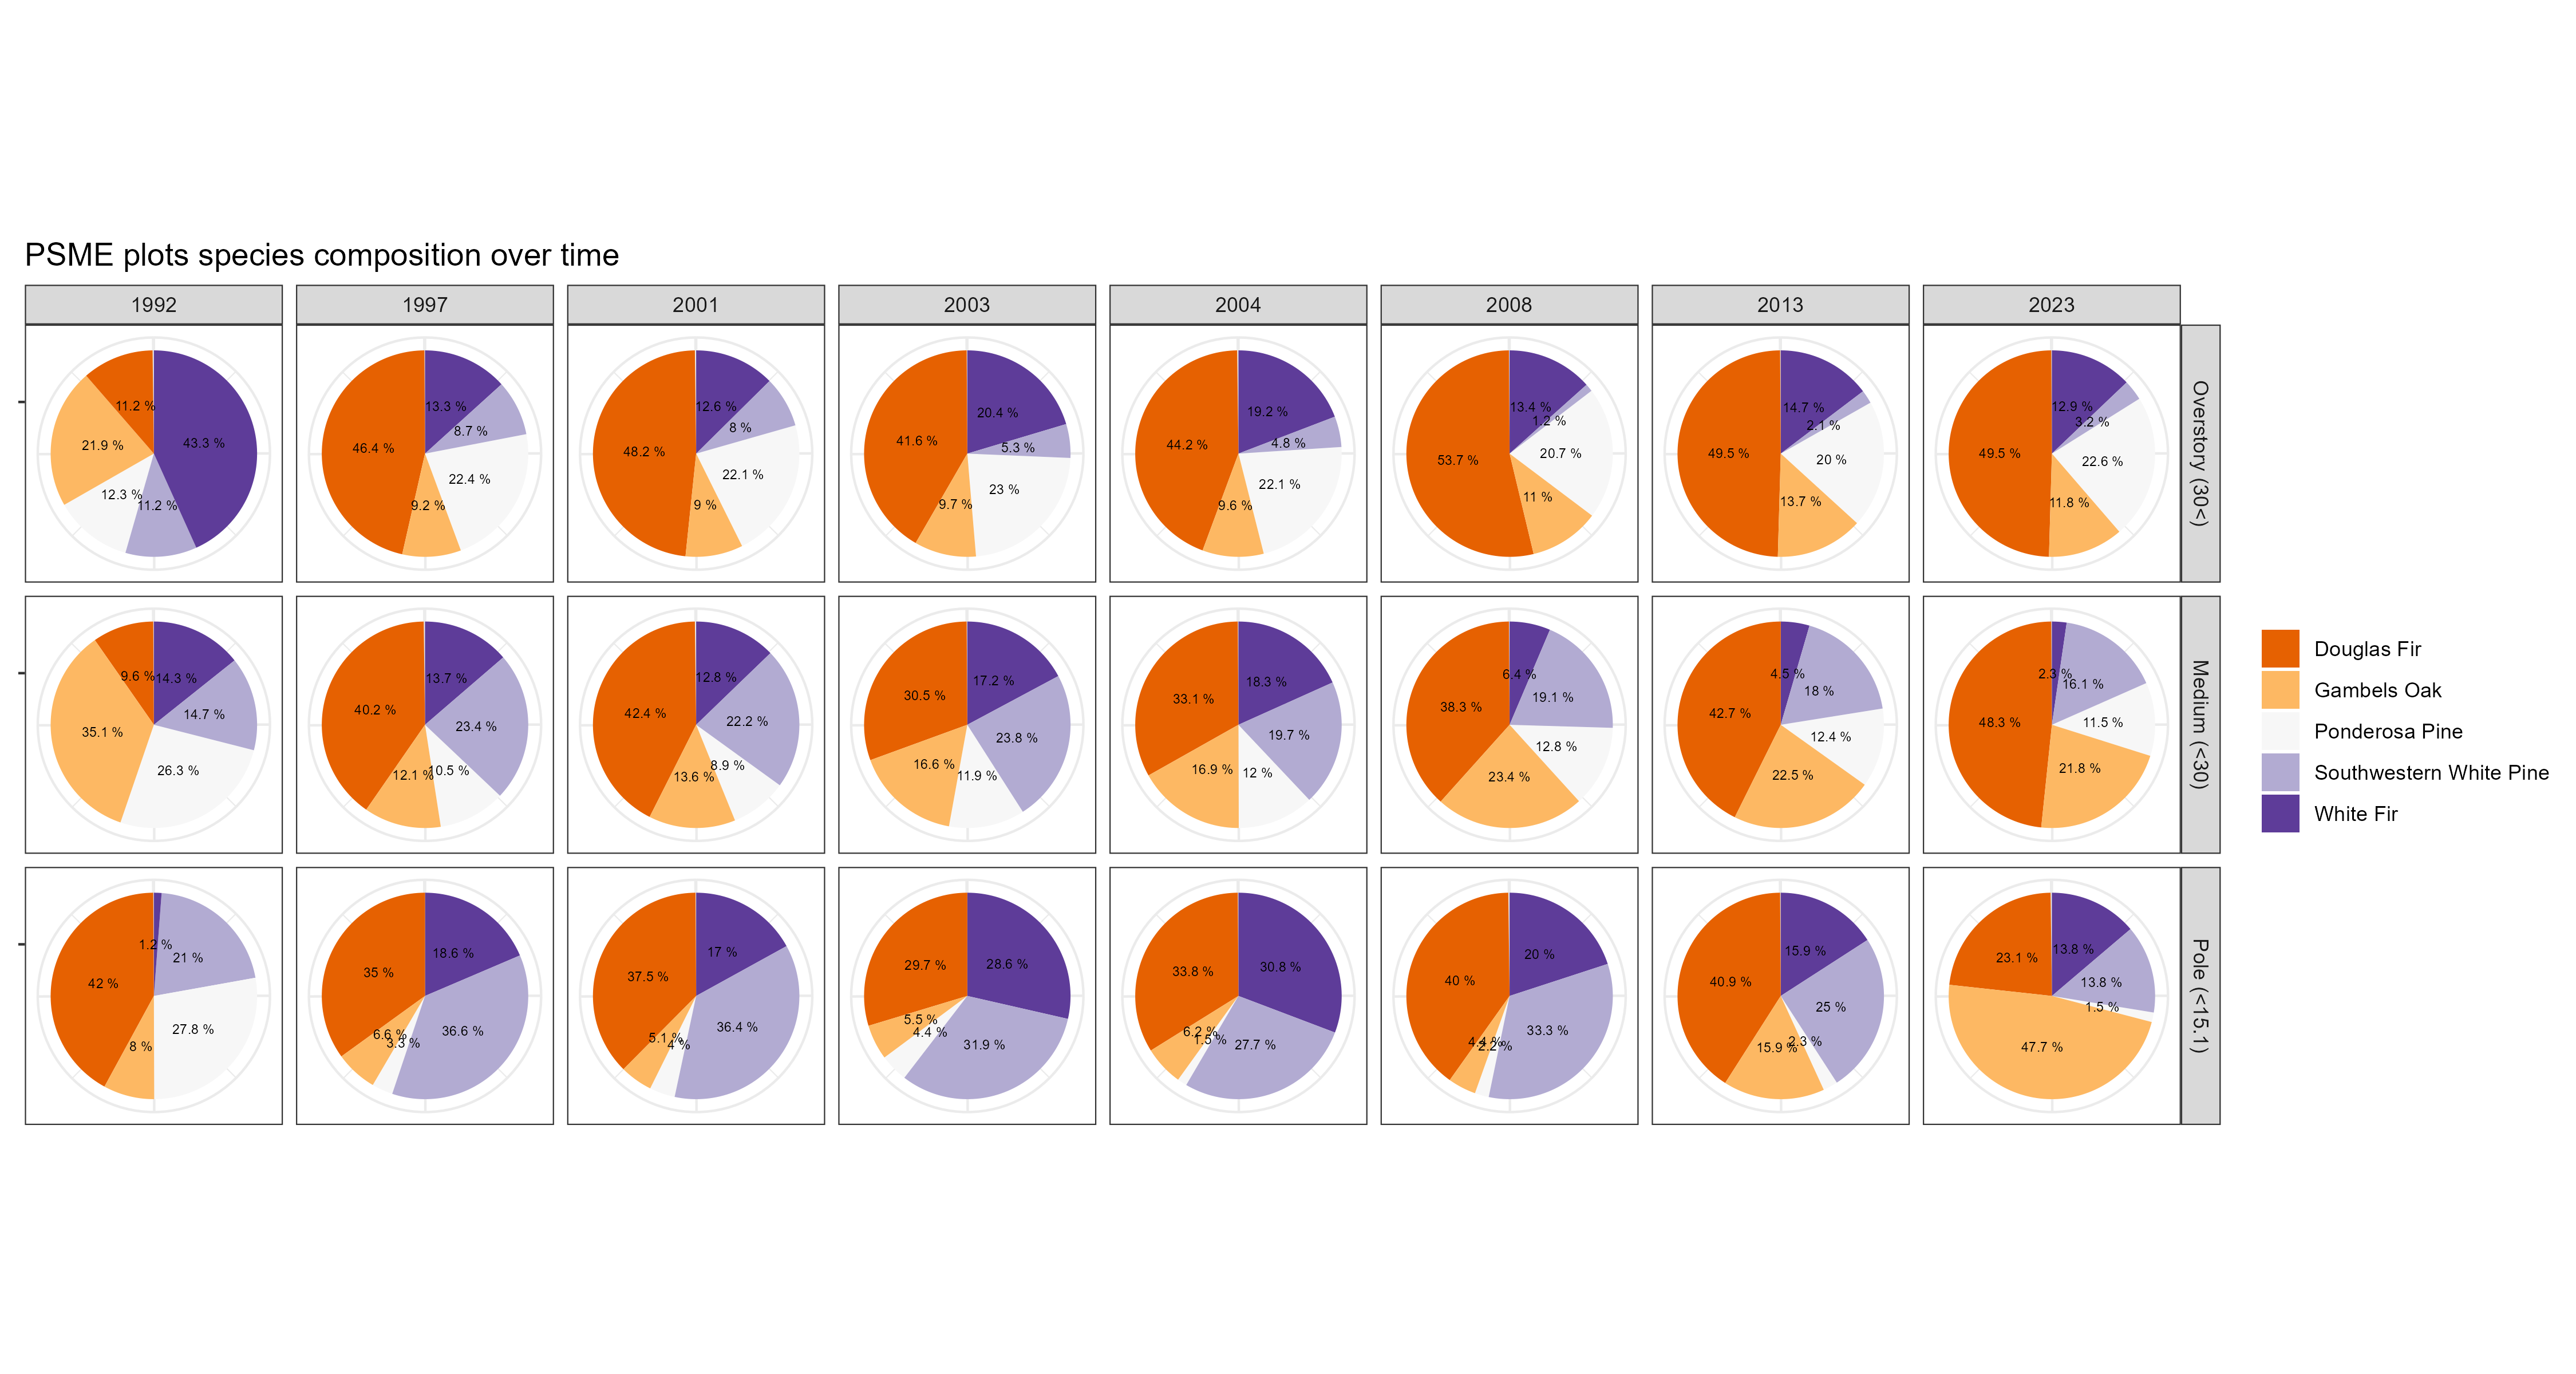 PSME plots species composition over time
1992 1997 2001 2003 2004 2008 2013 2023
Overstory (30<)
11.2 % 43.3 % 21.9 % 12.3 % 11.2 %
13.3 % 8.7 % 46.4 % 22.4 % 9.2 %
12.6 % 8 % 48.2 % 22.1 % 9 %
20.4 % 41.6 % 5.3 % 23 % 9.7 %
19.2 % 44.2 % 4.8 % 22.1 % 9.6 %
13.4 % 1.2 % 53.7 % 20.7 % 11 %
14.7 % 2.1 % 49.5 % 20 % 13.7 %
12.9 % 3.2 % 49.5 % 22.6 % 11.8 %
Medium (<30)
9.6 % 14.3 % 14.7 % 35.1 % 26.3 %
13.7 % 40.2 % 23.4 % 12.1 % 10.5 %
12.8 % 42.4 % 22.2 % 8.9 % 13.6 %
17.2 % 30.5 % 23.8 % 16.6 % 11.9 %
18.3 % 33.1 % 19.7 % 16.9 % 12 %
6.4 % 19.1 % 38.3 % 12.8 % 23.4 %
4.5 % 18 % 42.7 % 12.4 % 22.5 %
2.3 % 16.1 % 48.3 % 11.5 % 21.8 %
Pole (<15.1)
1.2 % 21 % 42 % 27.8 % 8 %
18.6 % 35 % 36.6 % 6.6 % 3.3 %
17 % 37.5 % 36.4 % 5.1 % 4 %
28.6 % 29.7 % 5.5 % 4.4 % 31.9 %
30.8 % 33.8 % 6.2 % 1.5 % 27.7 %
20 % 40 % 33.3 % 4.4 % 2.2 %
15.9 % 40.9 % 25 % 2.3 % 15.9 %
13.8 % 23.1 % 13.8 % 1.5 % 47.7 %
Douglas Fir
Gambels Oak
Ponderosa Pine
Southwestern White Pine
White Fir